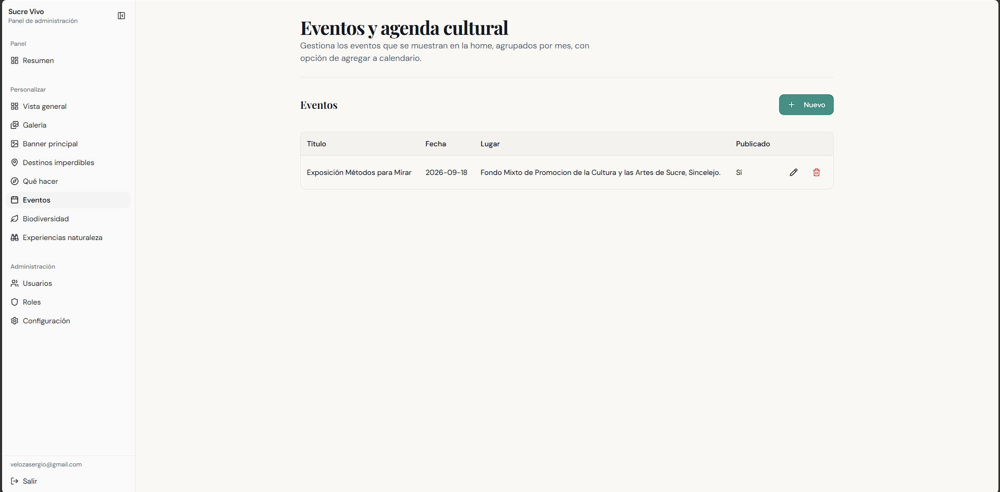 Sucre Vivo
Panel de administración
Panel
Resumen
Personalizar
Vista general
Galería
Banner principal
Destinos imperdibles
Qué hacer
Eventos
Biodiversidad
Experiencias naturaleza
Administración
Usuarios
Roles
Configuración
velozasergio@gmail.com
Salir
Eventos y agenda cultural
Gestiona los eventos que se muestran en la home, agrupados por mes, con
opción de agregar a calendario.
Eventos
Nuevo
Título Fecha Lugar Publicado
Exposición Métodos para Mirar 2026-09-18 Fondo Mixto de Promocion de la Cultura y las Artes de Sucre, Sincelejo. Sí